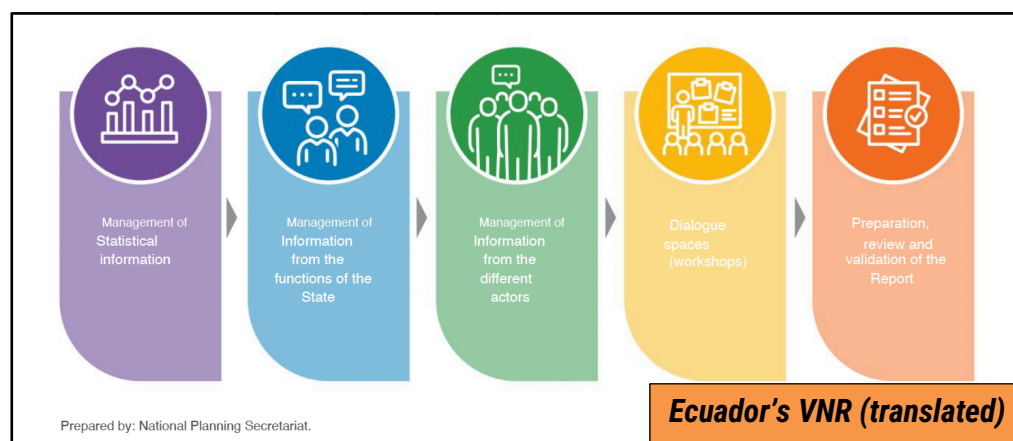 Management of
Statistical
information
Management of
Information
from the
functions of the
State
Management of
Information
from the
different
actors
Dialogue
spaces
(workshops)
Preparation,
review and
validation of the
Report
Prepared by: National Planning Secretariat.
Ecuador's VNR (translated)